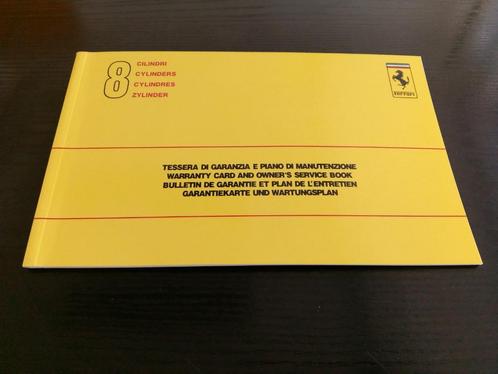 8
CILINDRI
CYLINDERS
CYLINDRES
ZYLINDER
Ferrari
TESSERA DI GARANZIA E PIANO DI MANUTENZIONE
WARRANTY CARD AND OWNER'S SERVICE BOOK
BULLETIN DE GARANTIE ET PLAN DE L'ENTRETIEN
GARANTIEKARTE UND WARTUNGSPLAN